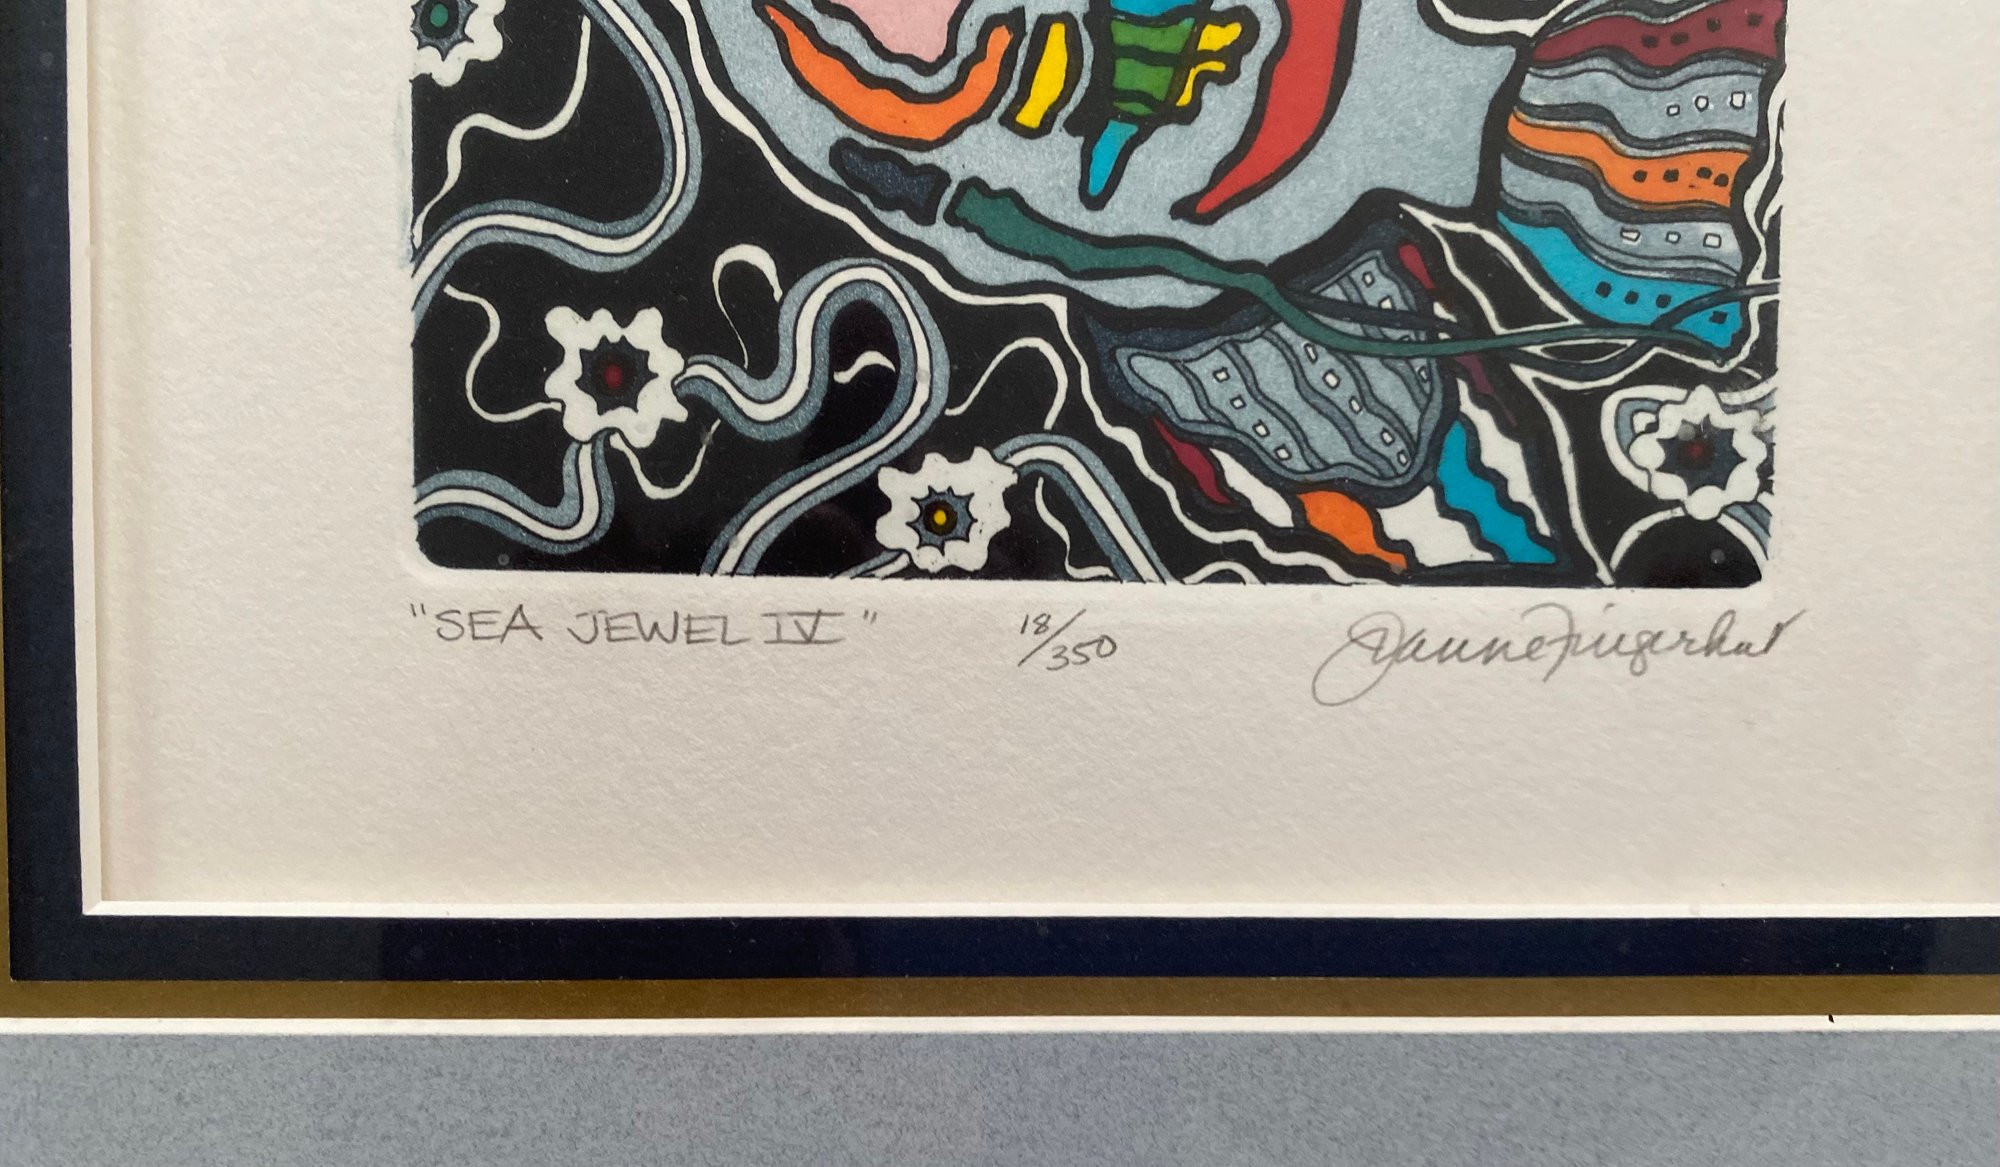 "SEA JEWEL IV" 18/350 Joanne Fingerhut